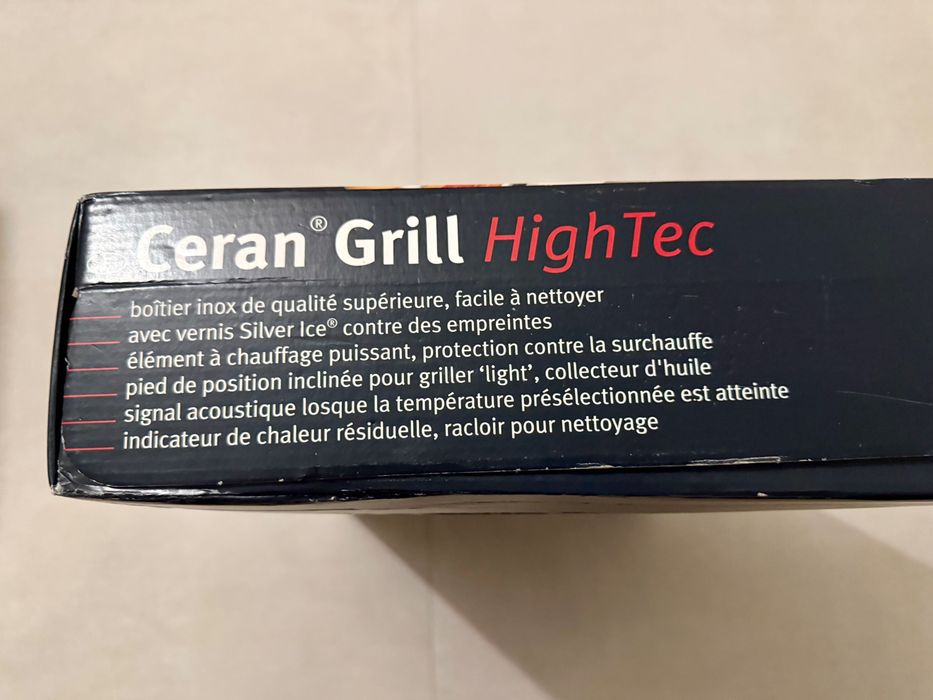 Ceran® Grill HighTec
boîtier inox de qualité supérieure, facile à nettoyer
avec vernis Silver Ice® contre des empreintes
élément à chauffage puissant, protection contre la surchauffe
pied de position inclinée pour griller ‘light’, collecteur d'huile
signal acoustique losque la température présélectionnée est atteinte
indicateur de chaleur résiduelle, racloir pour nettoyage